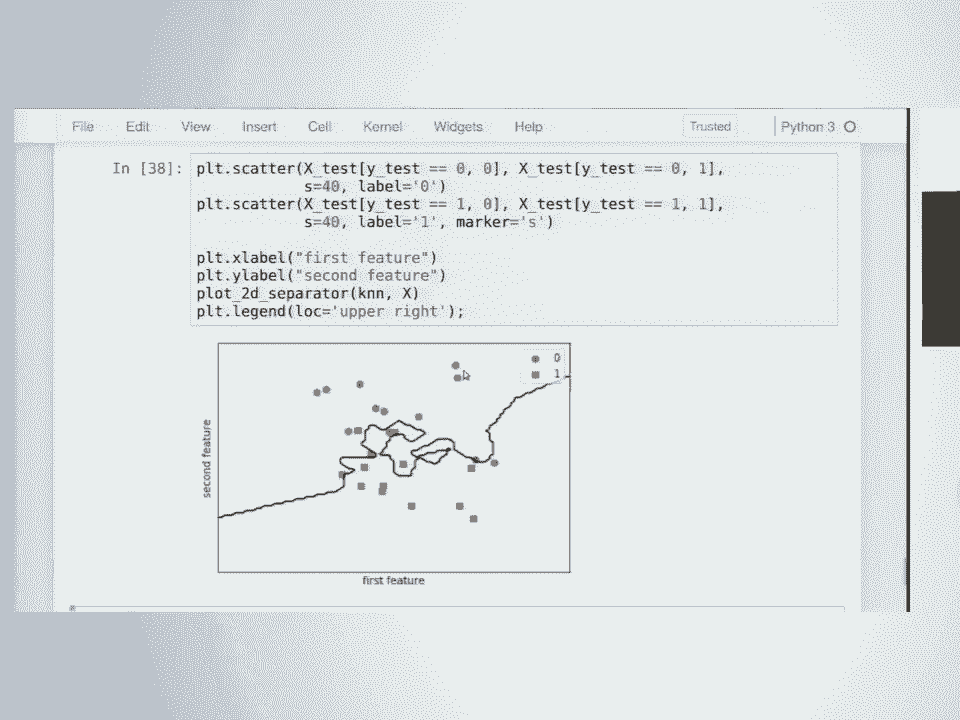 File Edit View Insert Cell Kernel Widgets Help Trusted Python 3
In [38]: plt.scatter(X_test[y_test == 0, 0], X_test[y_test == 0, 1],
s=40, label='0')
plt.scatter(X_test[y_test == 1, 0], X_test[y_test == 1, 1],
s=40, label='1', marker='s')
plt.xlabel("first feature")
plt.ylabel("second feature")
plot_2d_separator(knn, X)
plt.legend(loc='upper right');
0
1
second feature
first feature